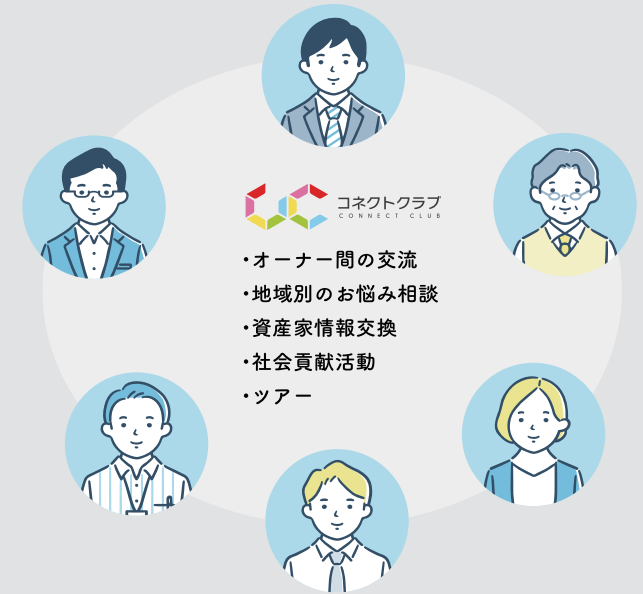 コネクトクラブ
CONNECT CLUB
・オーナー間の交流
・地域別のお悩み相談
・資産家情報交換
・社会貢献活動
・ツアー